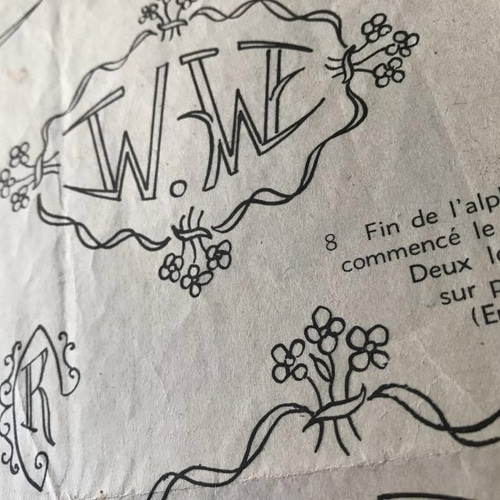 W.W
8 Fin de l'alp
commencé le
Deux
sur
R